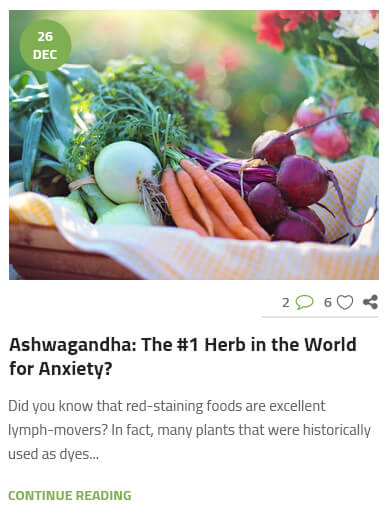 26
DEC
2
6
Ashwagandha: The #1 Herb in the World
for Anxiety?
Did you know that red-staining foods are excellent
lymph-movers? In fact, many plants that were historically
used as dyes...
CONTINUE READING